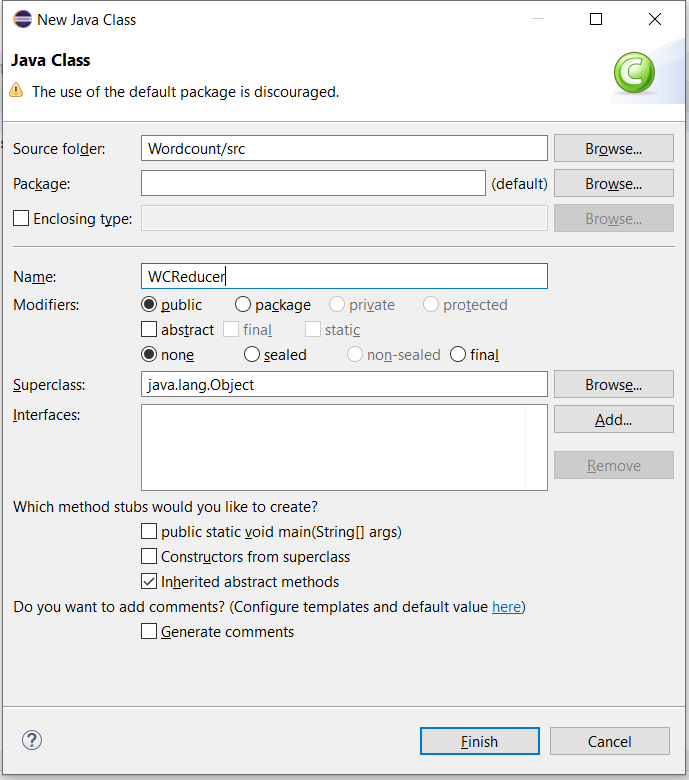 New Java Class
Java Class
The use of the default package is discouraged.
Source folder: Wordcount/src Browse...
Package: (default) Browse...
Enclosing type: Browse...
Name: WCReducer
Modifiers: public package private protected
abstract final static
none sealed non-sealed final
Superclass: java.lang.Object Browse...
Interfaces: Add...
Remove
Which method stubs would you like to create?
public static void main(String[] args)
Constructors from superclass
Inherited abstract methods
Do you want to add comments? (Configure templates and default value here)
Generate comments
? Finish Cancel